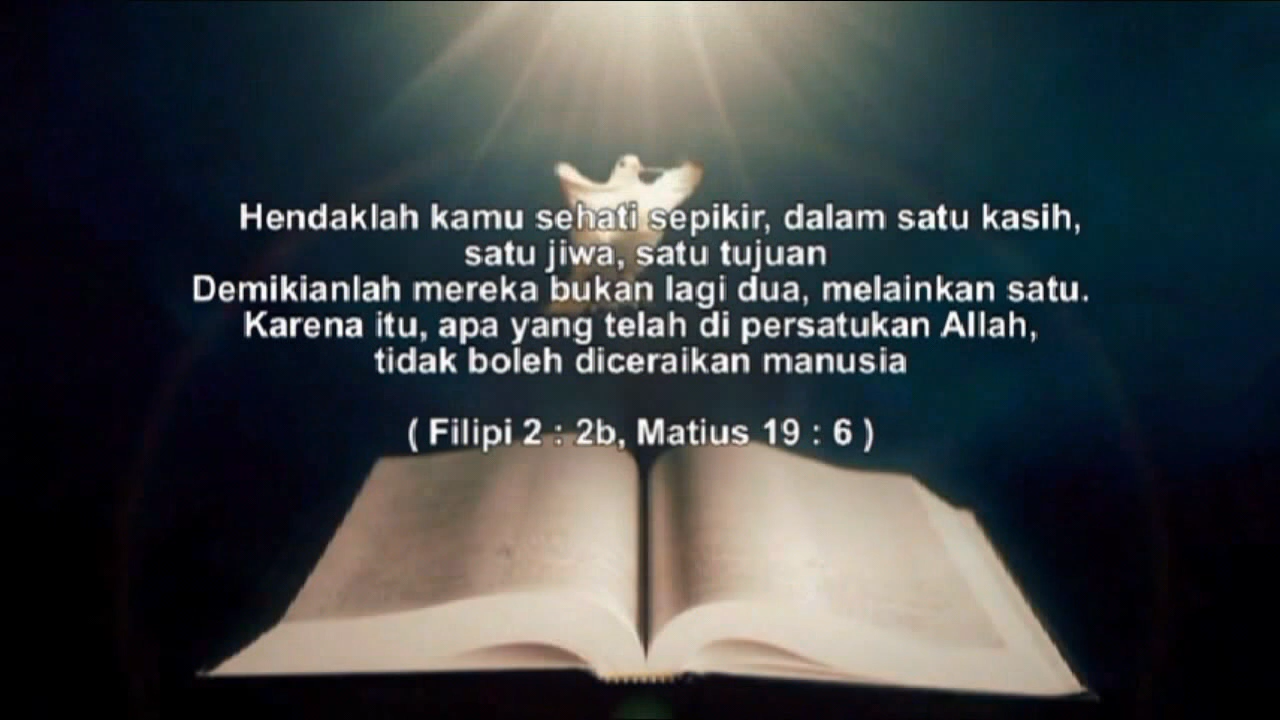 Hendaklah kamu sehati sepikir, dalam satu kasih,
satu jiwa, satu tujuan
Demikianlah mereka bukan lagi dua, melainkan satu.
Karena itu, apa yang telah di persatukan Allah,
tidak boleh diceraikan manusia
( Filipi 2 : 2b, Matius 19 : 6 )